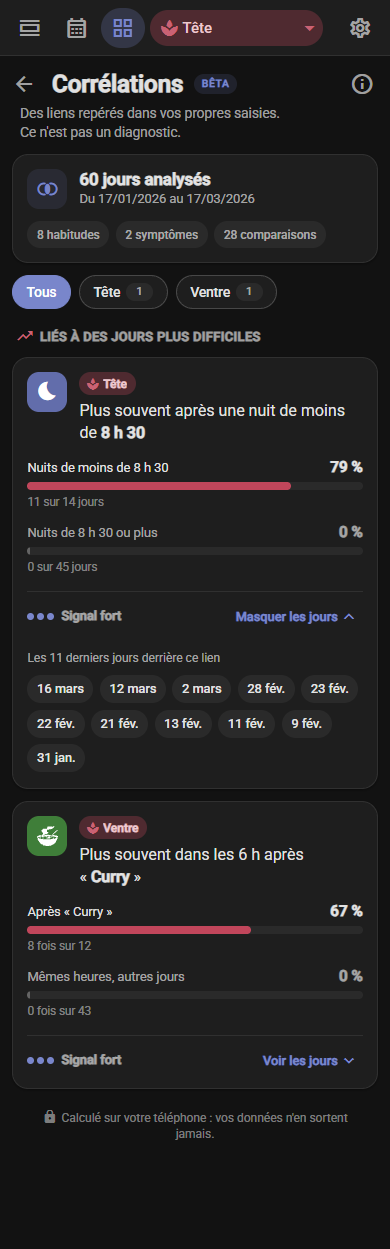 Tête
Corrélations BÊTA
Des liens repérés dans vos propres saisies.
Ce n'est pas un diagnostic.
60 jours analysés
Du 17/01/2026 au 17/03/2026
8 habitudes
2 symptômes
28 comparaisons
Tous
Tête 1
Ventre 1
LIÉS À DES JOURS PLUS DIFFICILES
Tête
Plus souvent après une nuit de moins
de 8 h 30
Nuits de moins de 8 h 30 79 %
11 sur 14 jours
Nuits de 8 h 30 ou plus 0 %
0 sur 45 jours
Signal fort Masquer les jours
Les 11 derniers jours derrière ce lien
16 mars 12 mars 2 mars 28 fév. 23 fév.
22 fév. 21 fév. 13 fév. 11 fév. 9 fév.
31 jan.
Ventre
Plus souvent dans les 6 h après
« Curry »
Après « Curry » 67 %
8 fois sur 12
Mêmes heures, autres jours 0 %
0 fois sur 43
Signal fort Voir les jours
Calculé sur votre téléphone : vos données n'en sortent
jamais.